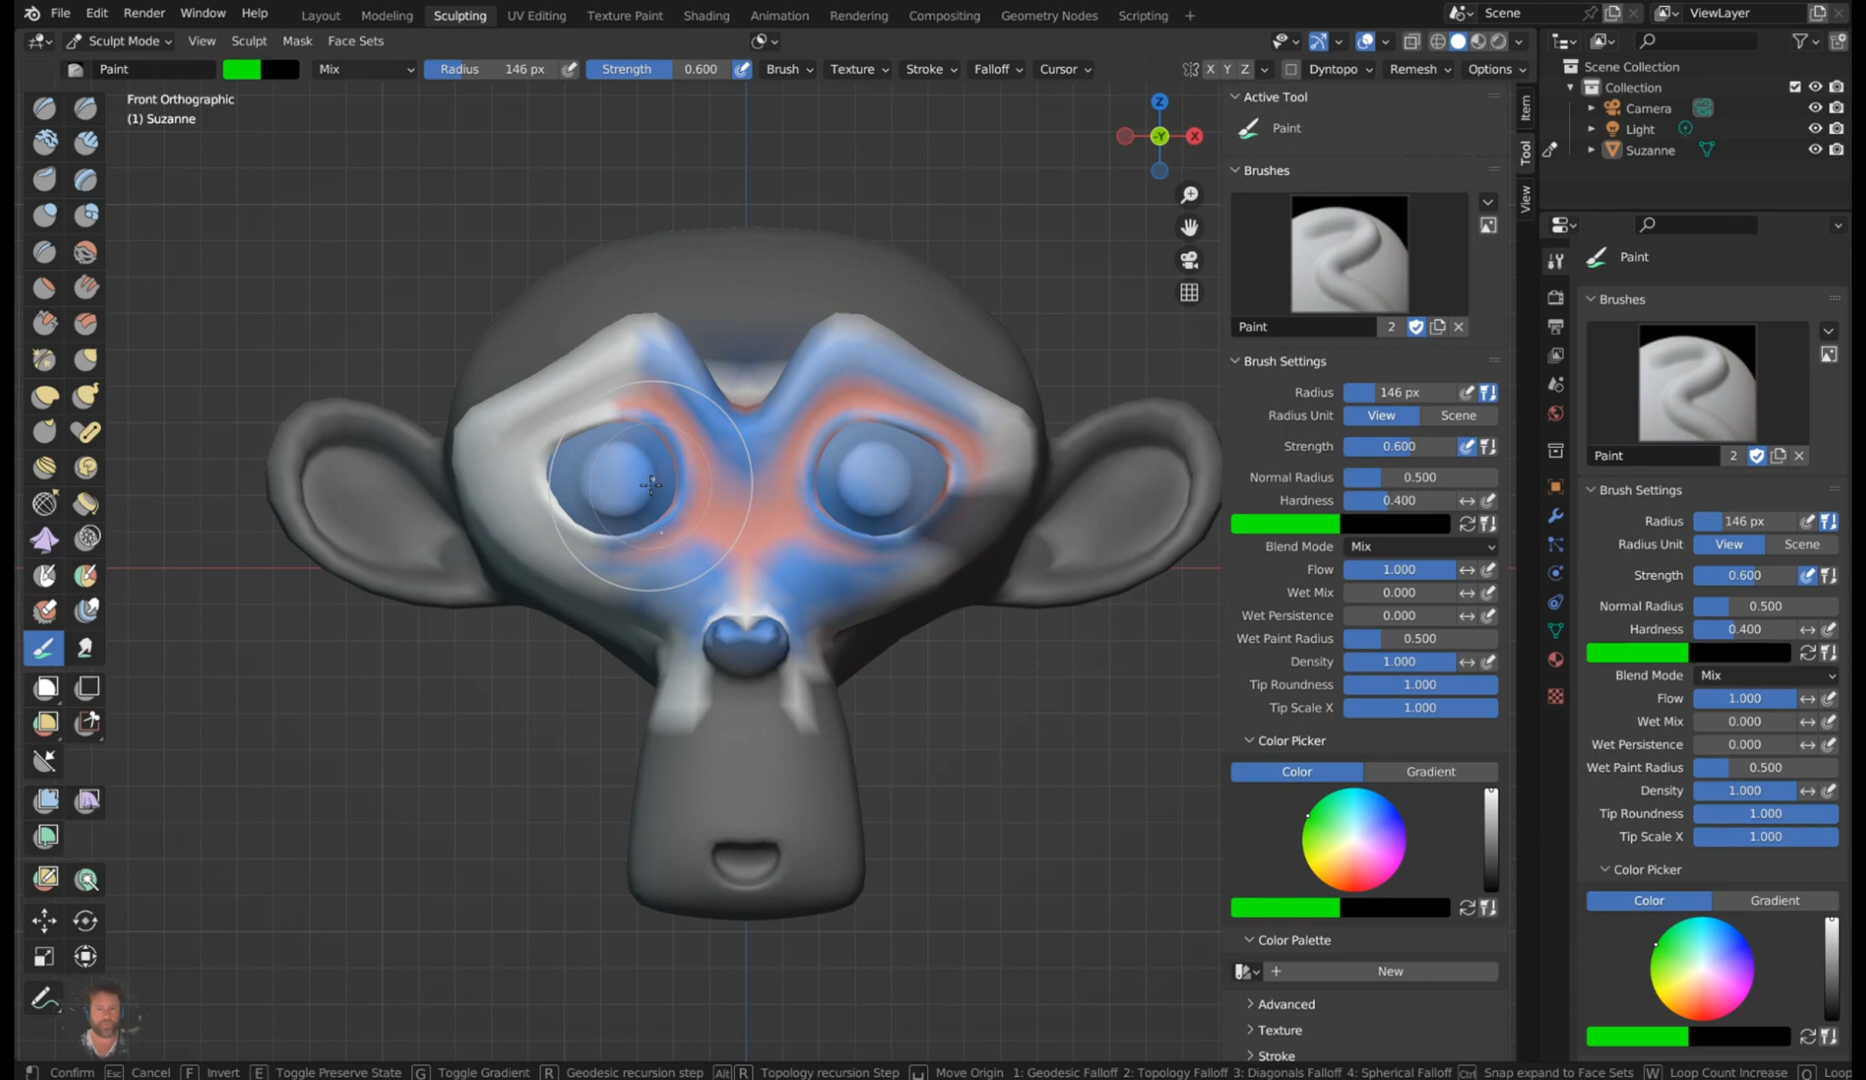 File Edit Render Window Help Layout Modeling Sculpting UV Editing Texture Paint Shading Animation Rendering Compositing Geometry Nodes Scripting + Scene ViewLayer
Sculpt Mode View Sculpt Mask Face Sets
Paint Mix Radius 146 px Strength 0.600 Brush Texture Stroke Falloff Cursor X Y Z Dyntopo Remesh Options
Front Orthographic
(1) Suzanne
Z
-Y
X
Active Tool
Paint
Brushes
Paint 2
Brush Settings
Radius 146 px
Radius Unit View Scene
Strength 0.600
Normal Radius 0.500
Hardness 0.400
Blend Mode Mix
Flow 1.000
Wet Mix 0.000
Wet Persistence 0.000
Wet Paint Radius 0.500
Density 1.000
Tip Roundness 1.000
Tip Scale X 1.000
Color Picker
Color Gradient
Color Palette
+ New
Advanced
Texture
Stroke
Item
Tool
View
Scene Collection
Collection
Camera
Light
Suzanne
Paint
Brushes
Paint 2
Brush Settings
Radius 146 px
Radius Unit View Scene
Strength 0.600
Normal Radius 0.500
Hardness 0.400
Blend Mode Mix
Flow 1.000
Wet Mix 0.000
Wet Persistence 0.000
Wet Paint Radius 0.500
Density 1.000
Tip Roundness 1.000
Tip Scale X 1.000
Color Picker
Color Gradient
Confirm Esc Cancel F Invert E Toggle Preserve State G Toggle Gradient R Geodesic recursion step Alt R Topology recursion Step Move Origin 1: Geodesic Falloff 2: Topology Falloff 3: Diagonals Falloff 4: Spherical Falloff Ctrl Snap expand to Face Sets W Loop Count Increase Q Loop